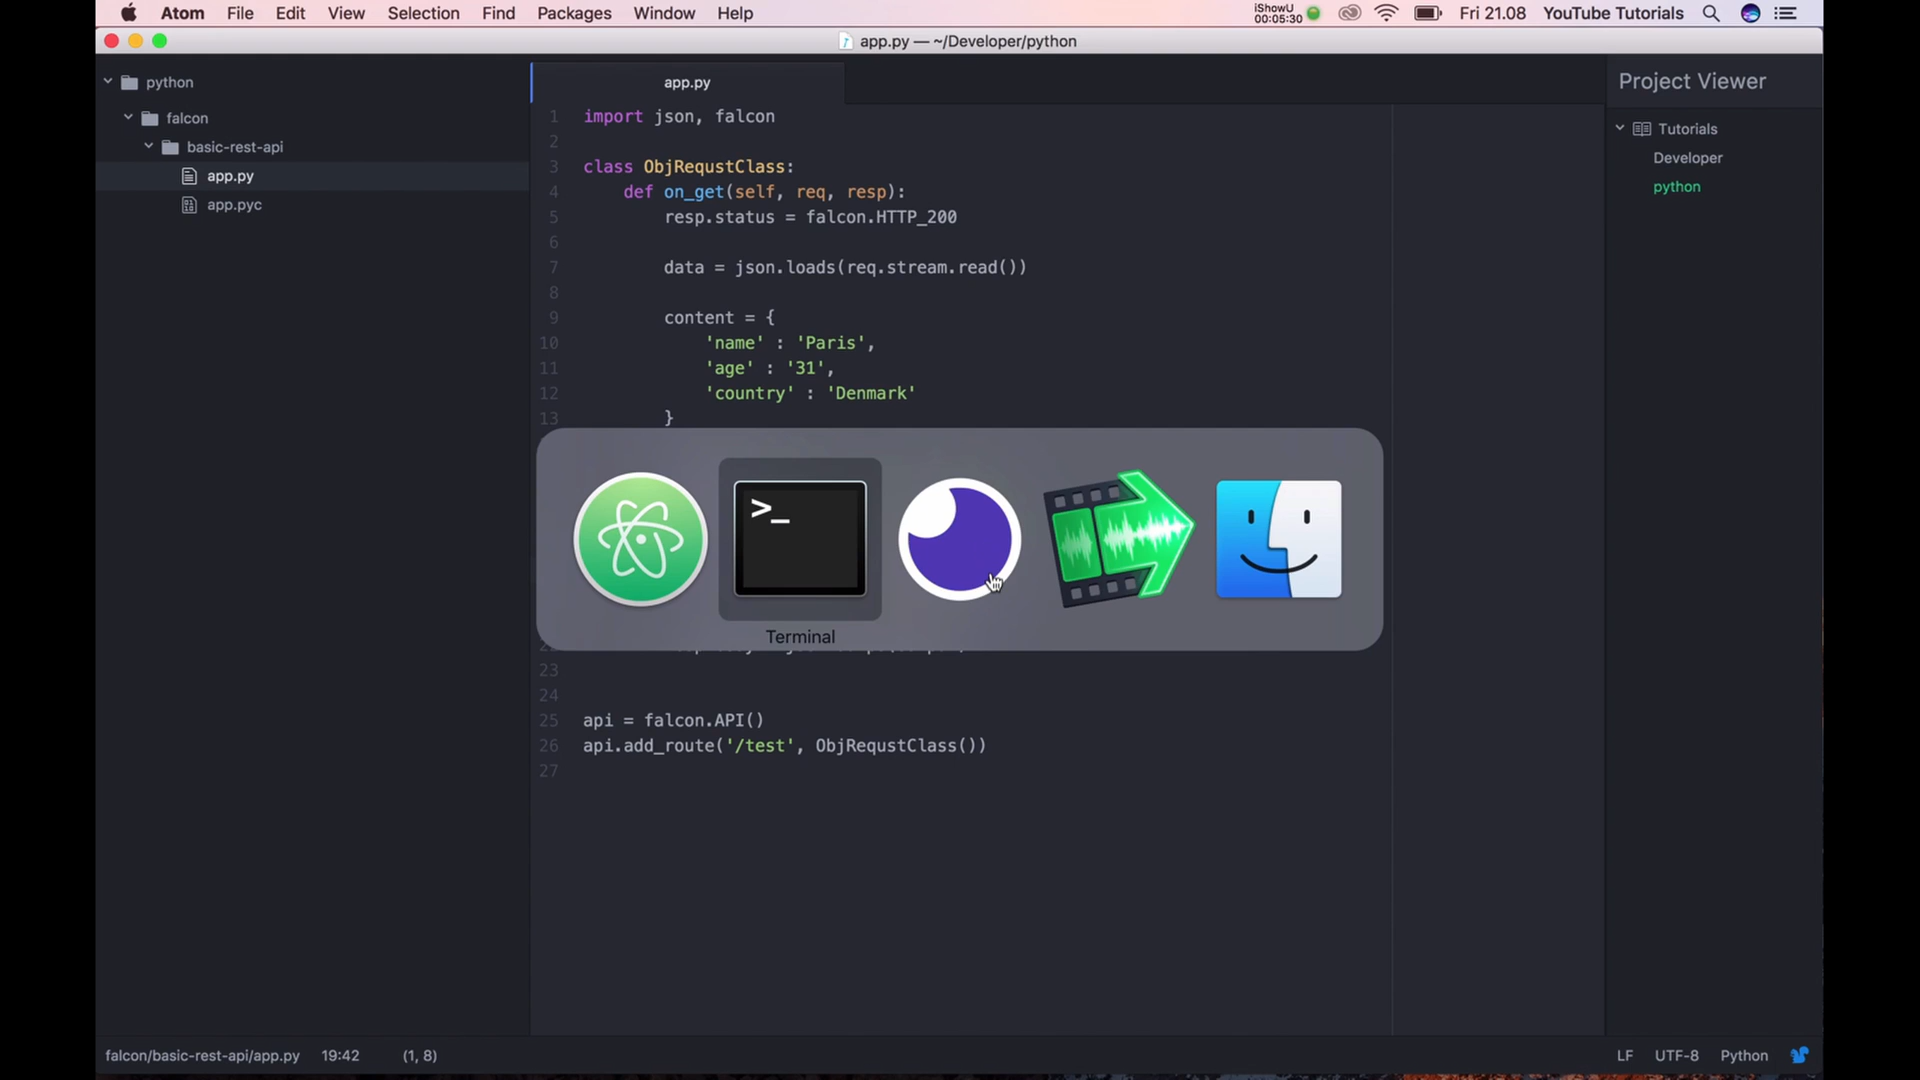 Atom File Edit View Selection Find Packages Window Help iShowU 00:05:30 Fri 21.08 YouTube Tutorials
app.py — ~/Developer/python
python
falcon
basic-rest-api
app.py
app.pyc
app.py
1 import json, falcon
2
3 class ObjRequstClass:
4 def on_get(self, req, resp):
5 resp.status = falcon.HTTP_200
6
7 data = json.loads(req.stream.read())
8
9 content = {
10 'name' : 'Paris',
11 'age' : '31',
12 'country' : 'Denmark'
13 }
>_
Terminal
23
24
25 api = falcon.API()
26 api.add_route('/test', ObjRequstClass())
27
Project Viewer
Tutorials
Developer
python
falcon/basic-rest-api/app.py 19:42 (1, 8) LF UTF-8 Python